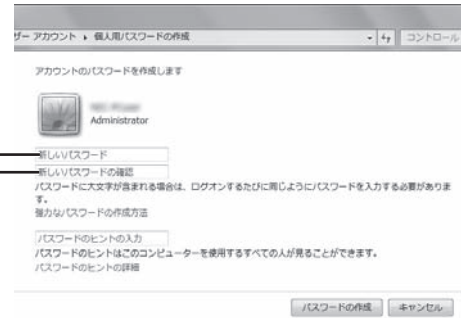 ザー アカウント ▸ 個人用パスワードの作成
コントロール
アカウントのパスワードを作成します
Administrator
新しいパスワード
新しいパスワードの確認
パスワードに大文字が含まれる場合は、ログオンするたびに同じようにパスワードを入力する必要がありま
す。
強力なパスワードの作成方法
パスワードのヒントの入力
パスワードのヒントはこのコンピューターを使用するすべての人が見ることができます。
パスワードのヒントの詳細
パスワードの作成
キャンセル